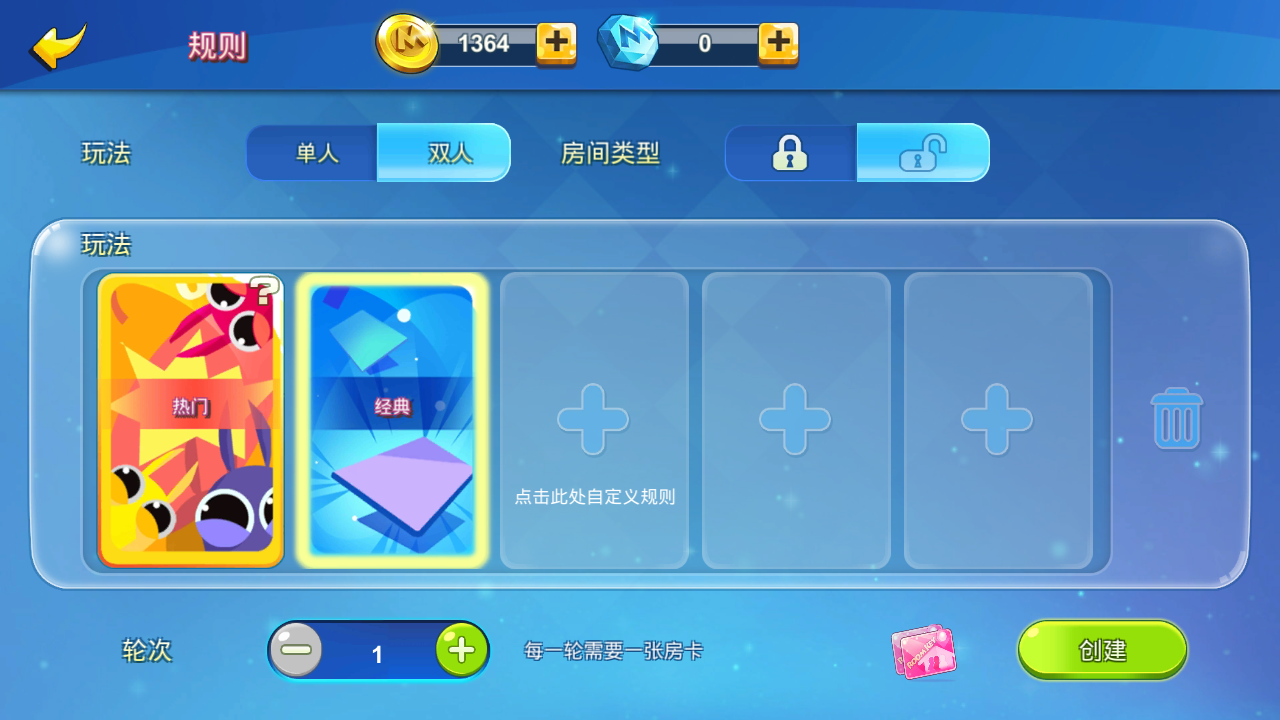 规则
1364
0
玩法
单人
双人
房间类型
玩法
?
热门
经典
点击此处自定义规则
轮次
1
每一轮需要一张房卡
创建